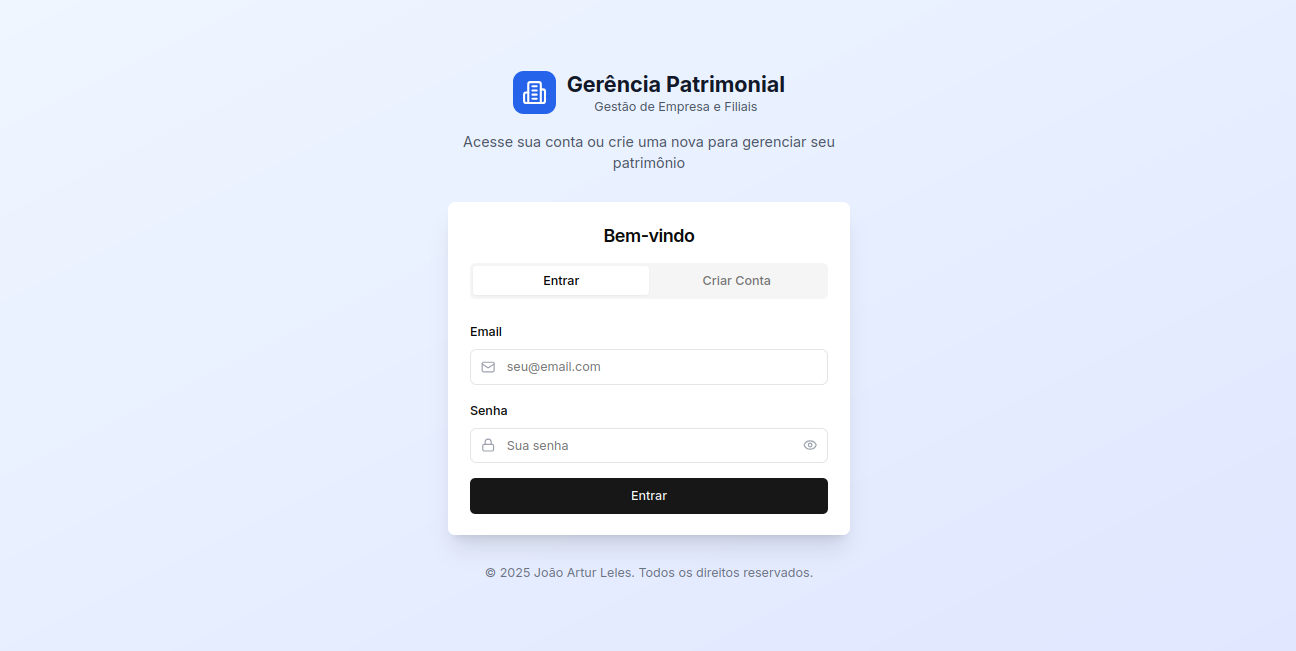 Gerência Patrimonial
Gestão de Empresa e Filiais
Acesse sua conta ou crie uma nova para gerenciar seu
patrimônio
Bem-vindo
Entrar
Criar Conta
Email
seu@email.com
Senha
Sua senha
Entrar
© 2025 João Artur Leles. Todos os direitos reservados.